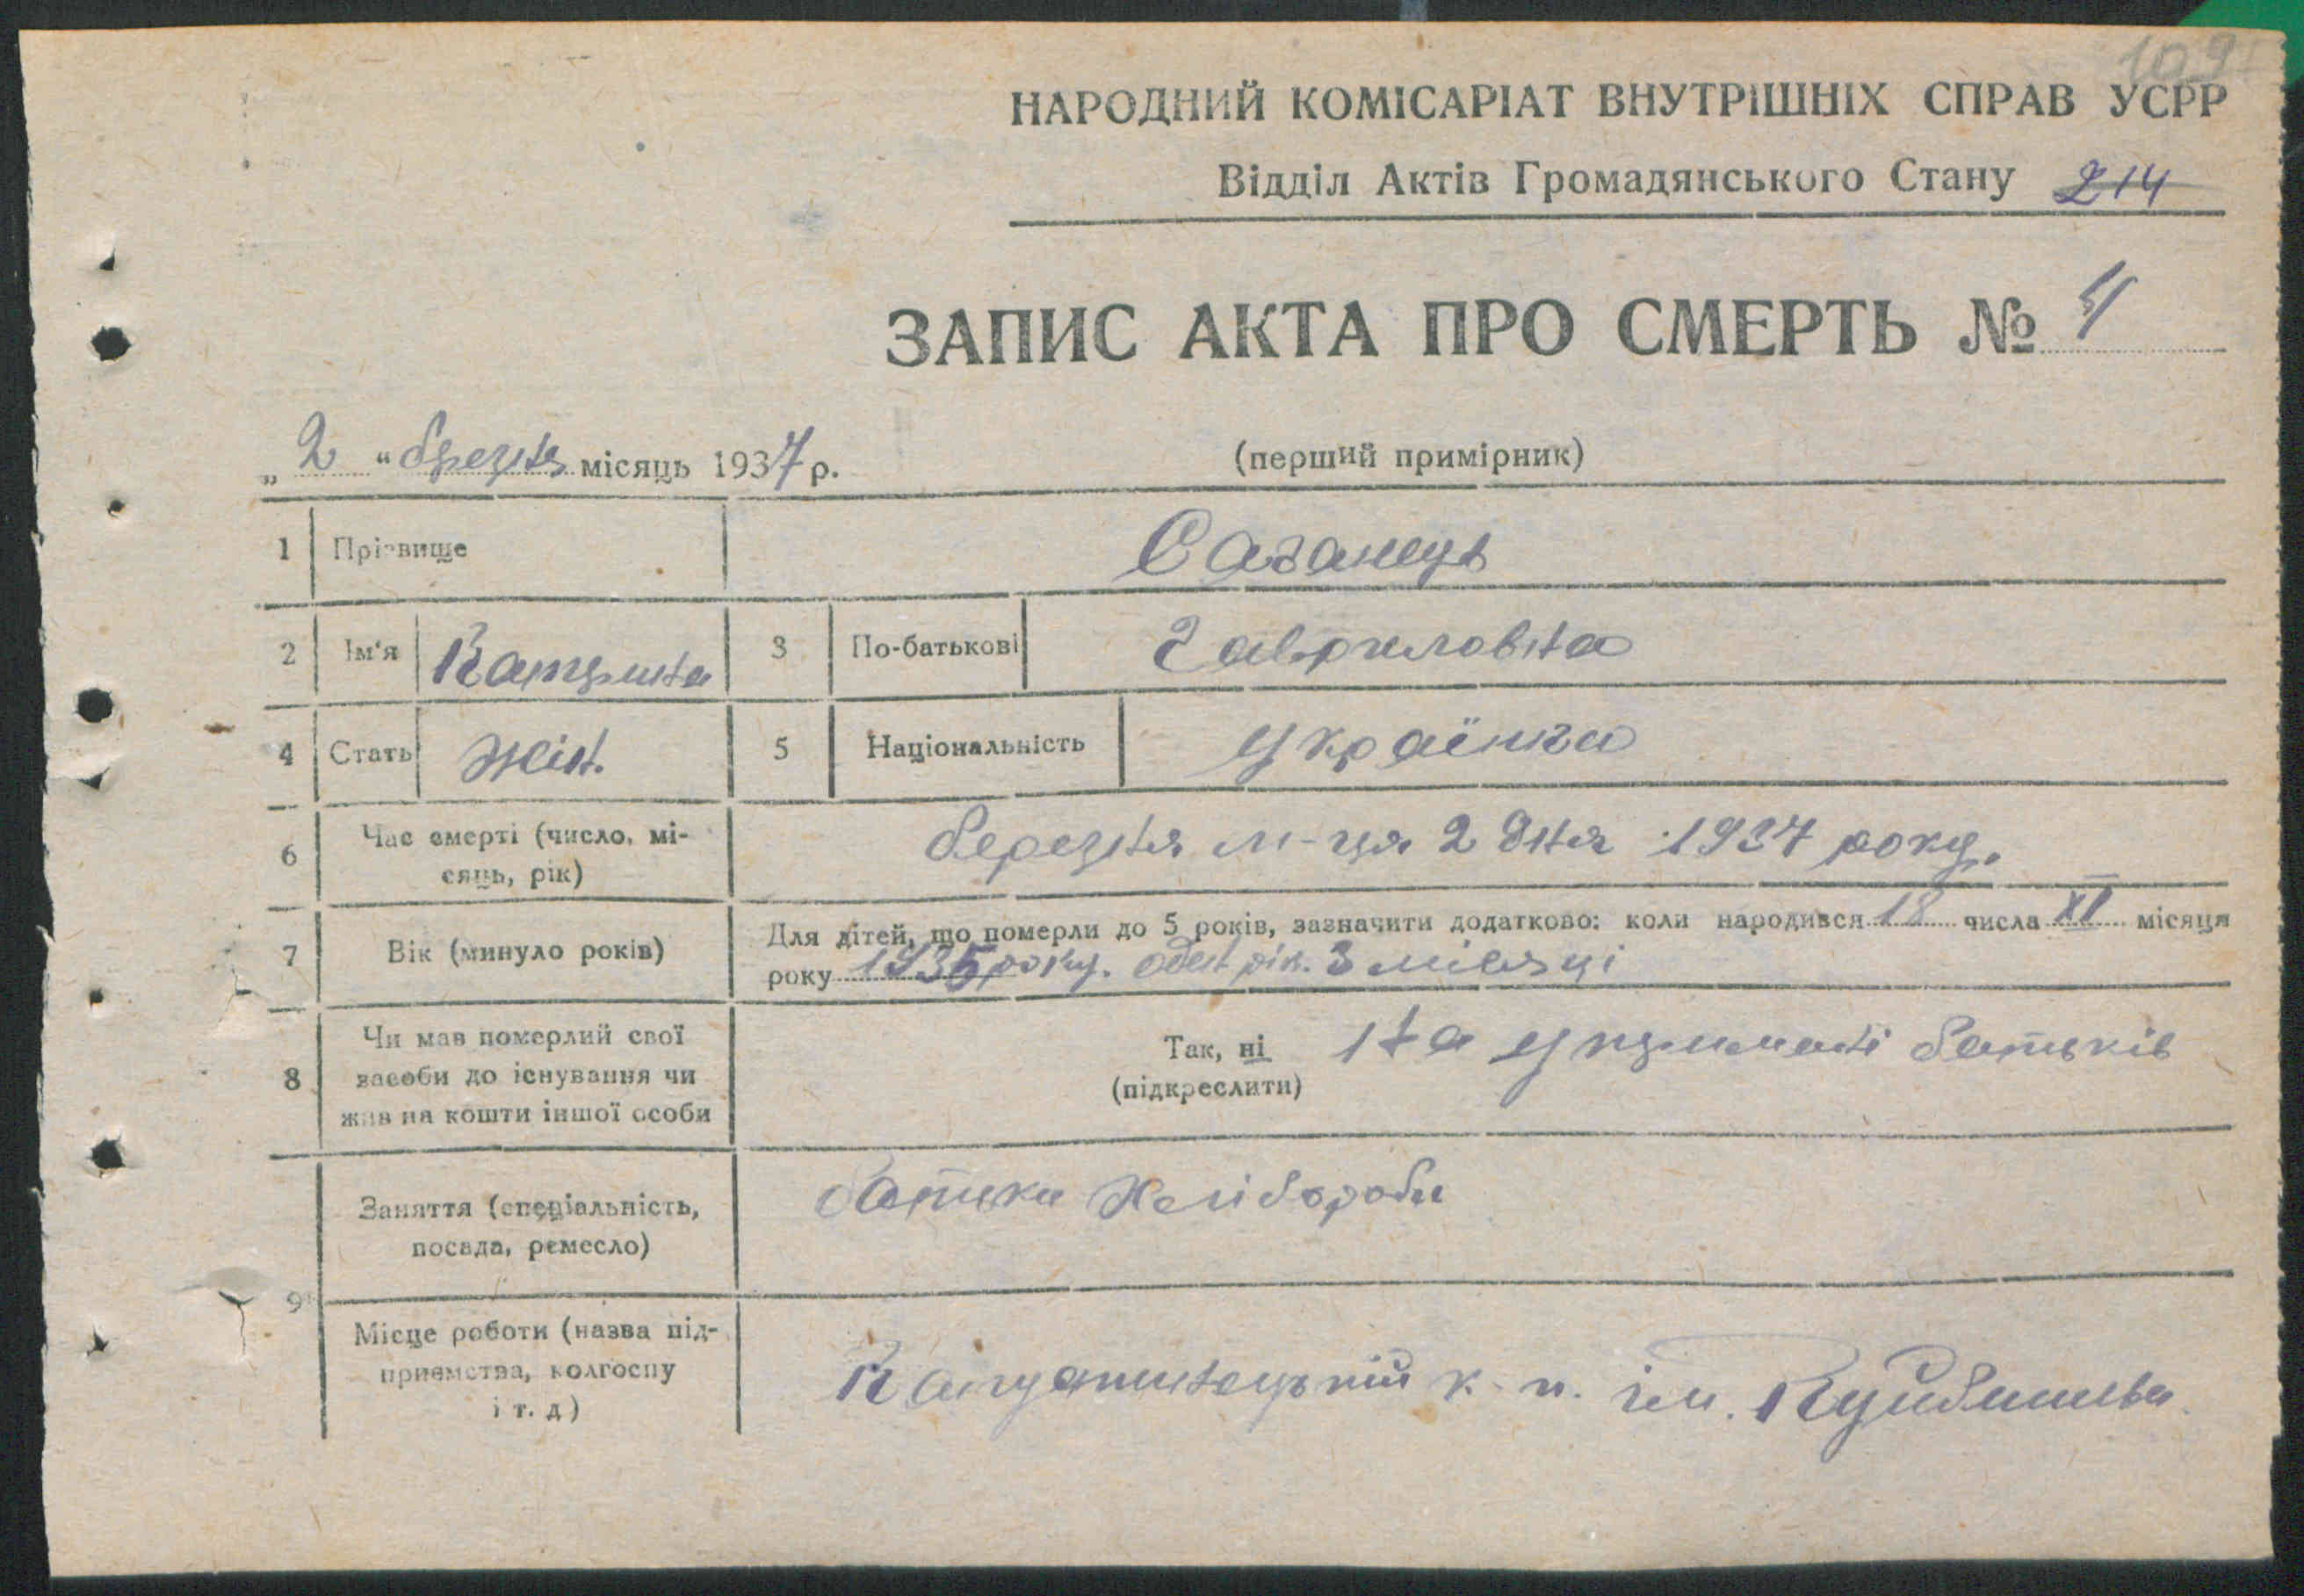 109
НАРОДНИЙ КОМІСАРІАТ ВНУТРІШНІХ СПРАВ УСРР
Відділ Актів Громадянського Стану 214
ЗАПИС АКТА ПРО СМЕРТЬ № 4
„ 2 “ березня місяць 1937 р.
(перший примірник)
1 Прізвище Саганець
2 Ім'я Катерина 3 По-батькові Гавриловна
4 Стать жін. 5 Національність українка
6 Час смерті (число, мі-
сяць, рік) березня м-ця 2 дня 1937 року.
7 Вік (минуло років) Для дітей, що померли до 5 років, зазначити додатково: коли народився 18 числа XI місяця
року 1935 року. один рік. 3 місяці
8 Чи мав померлий свої
засоби до існування чи
жив на кошти іншої особи
Так, ні на утриманні батьків
(підкреслити)
9 Заняття (спеціальність,
посада, ремесло) батьки Хлібороби
Місце роботи (назва під-
приємства, колгоспу
і т. д) к. г. ім. Куйбишева